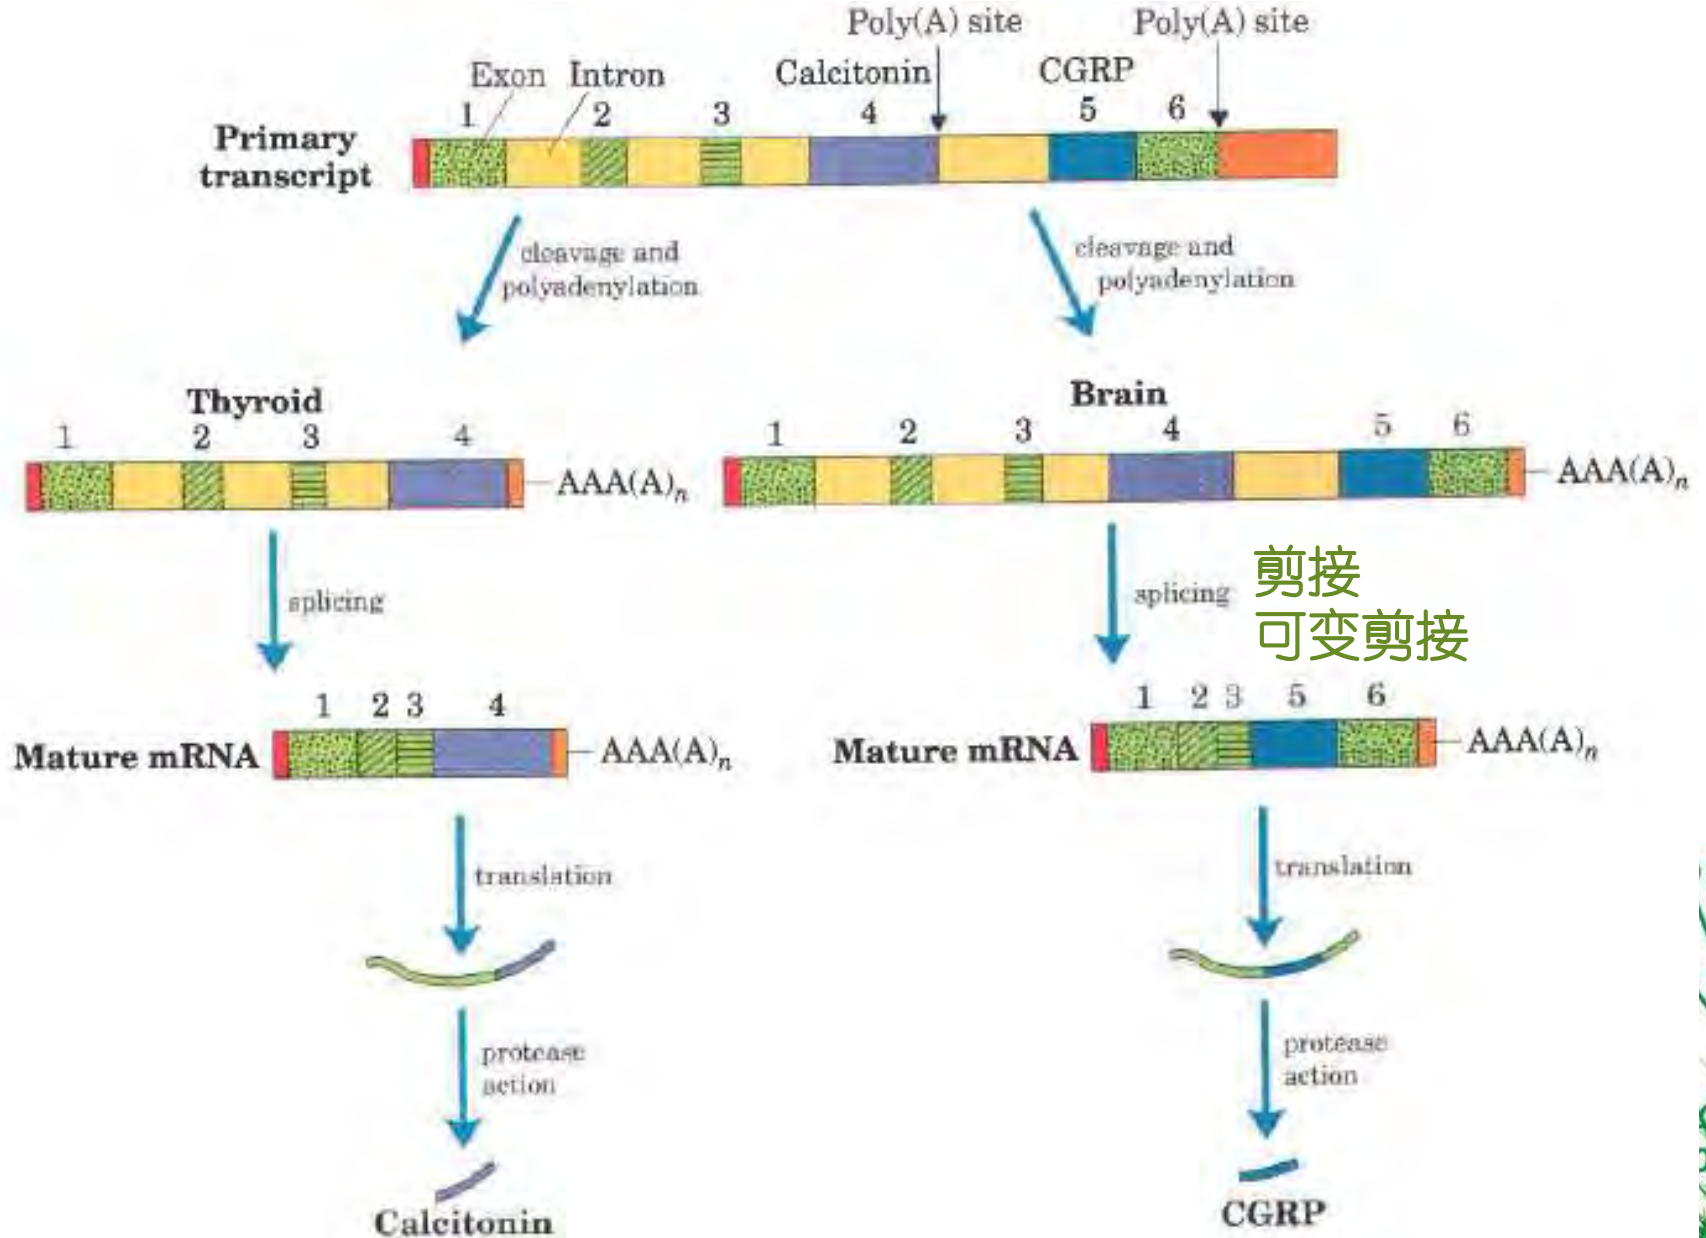 Poly(A) site Poly(A) site
Exon Intron Calcitonin CGRP
1 2 3 4 5 6
Primary
transcript
cleavage and
polyadenylation
cleavage and
polyadenylation
Thyroid
1 2 3 4
AAA(A)n
Brain
1 2 3 4 5 6
AAA(A)n
splicing
splicing
剪接
可变剪接
1 2 3 4
Mature mRNA AAA(A)n
1 2 3 5 6
Mature mRNA AAA(A)n
translation
translation
protease
action
protease
action
Calcitonin
CGRP